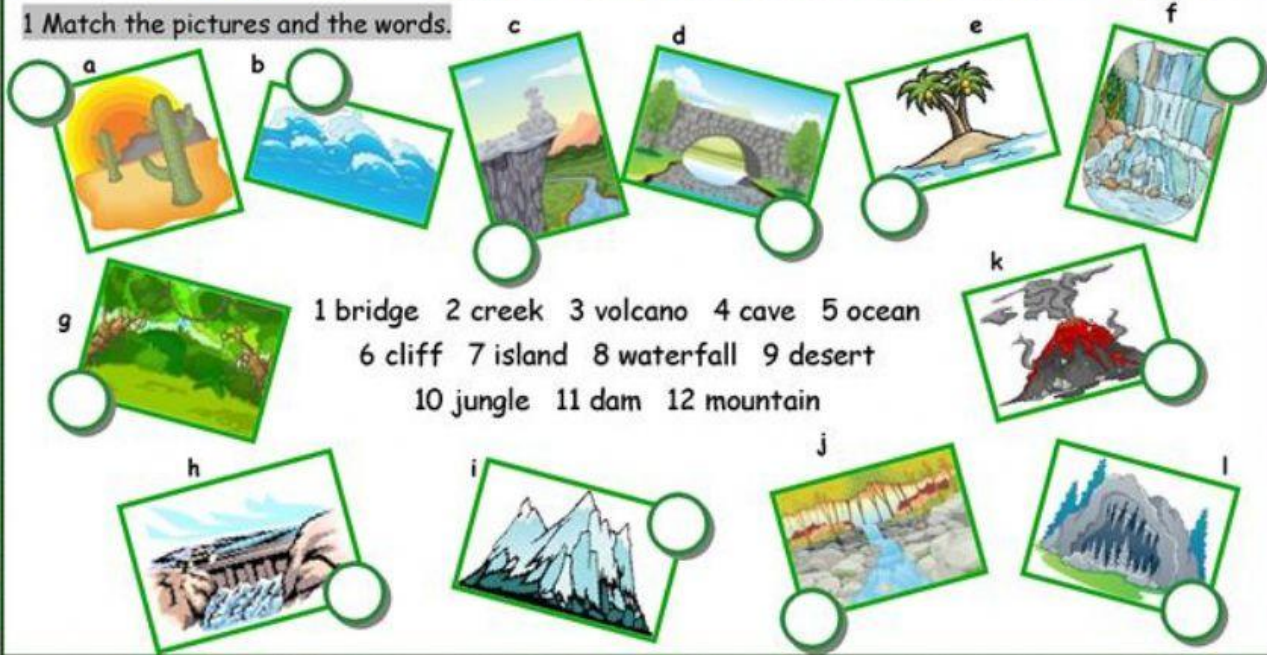 1 Match the pictures and the words.
a
b
c
d
e
f
g
1 bridge 2 creek 3 volcano 4 cave 5 ocean
6 cliff 7 island 8 waterfall 9 desert
10 jungle 11 dam 12 mountain
k
h
i
j
l